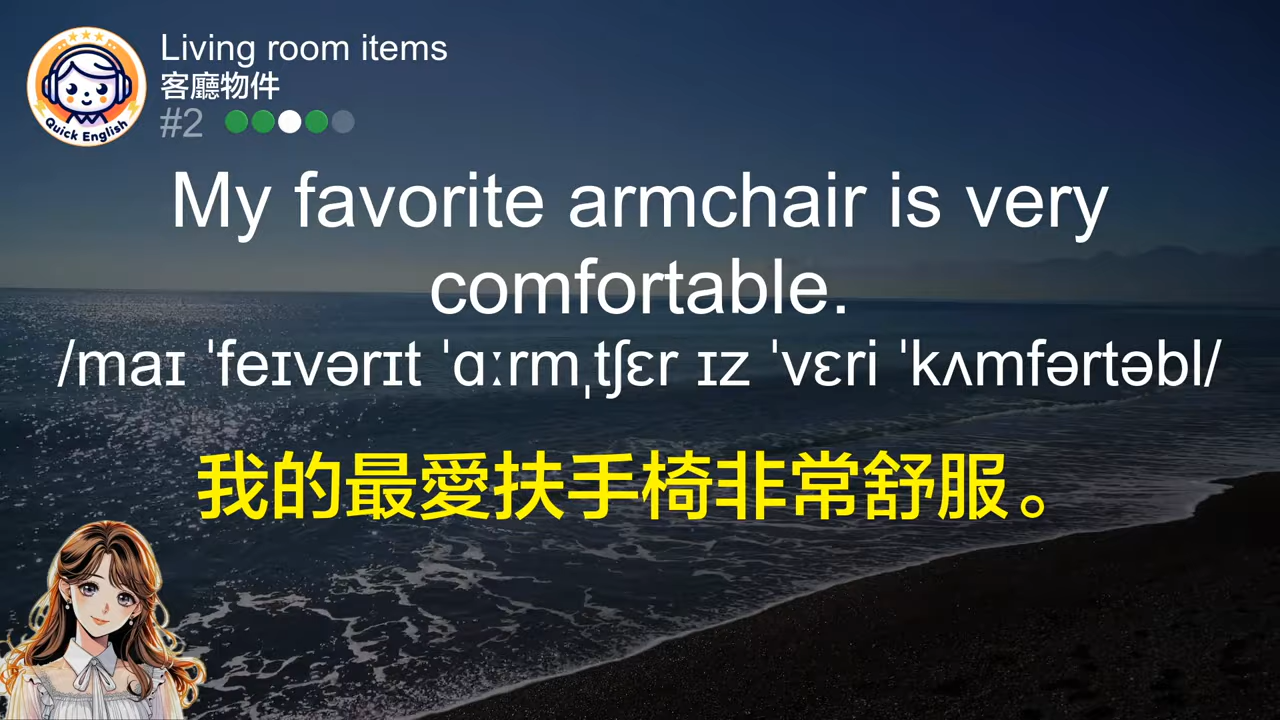 Quick English
Living room items
客廳物件
#2
My favorite armchair is very
comfortable.
/maɪ ˈfeɪvərɪt ˈɑːrmˌtʃɛr ɪz ˈvɛri ˈkʌmfərtəbl/
我的最愛扶手椅非常舒服。